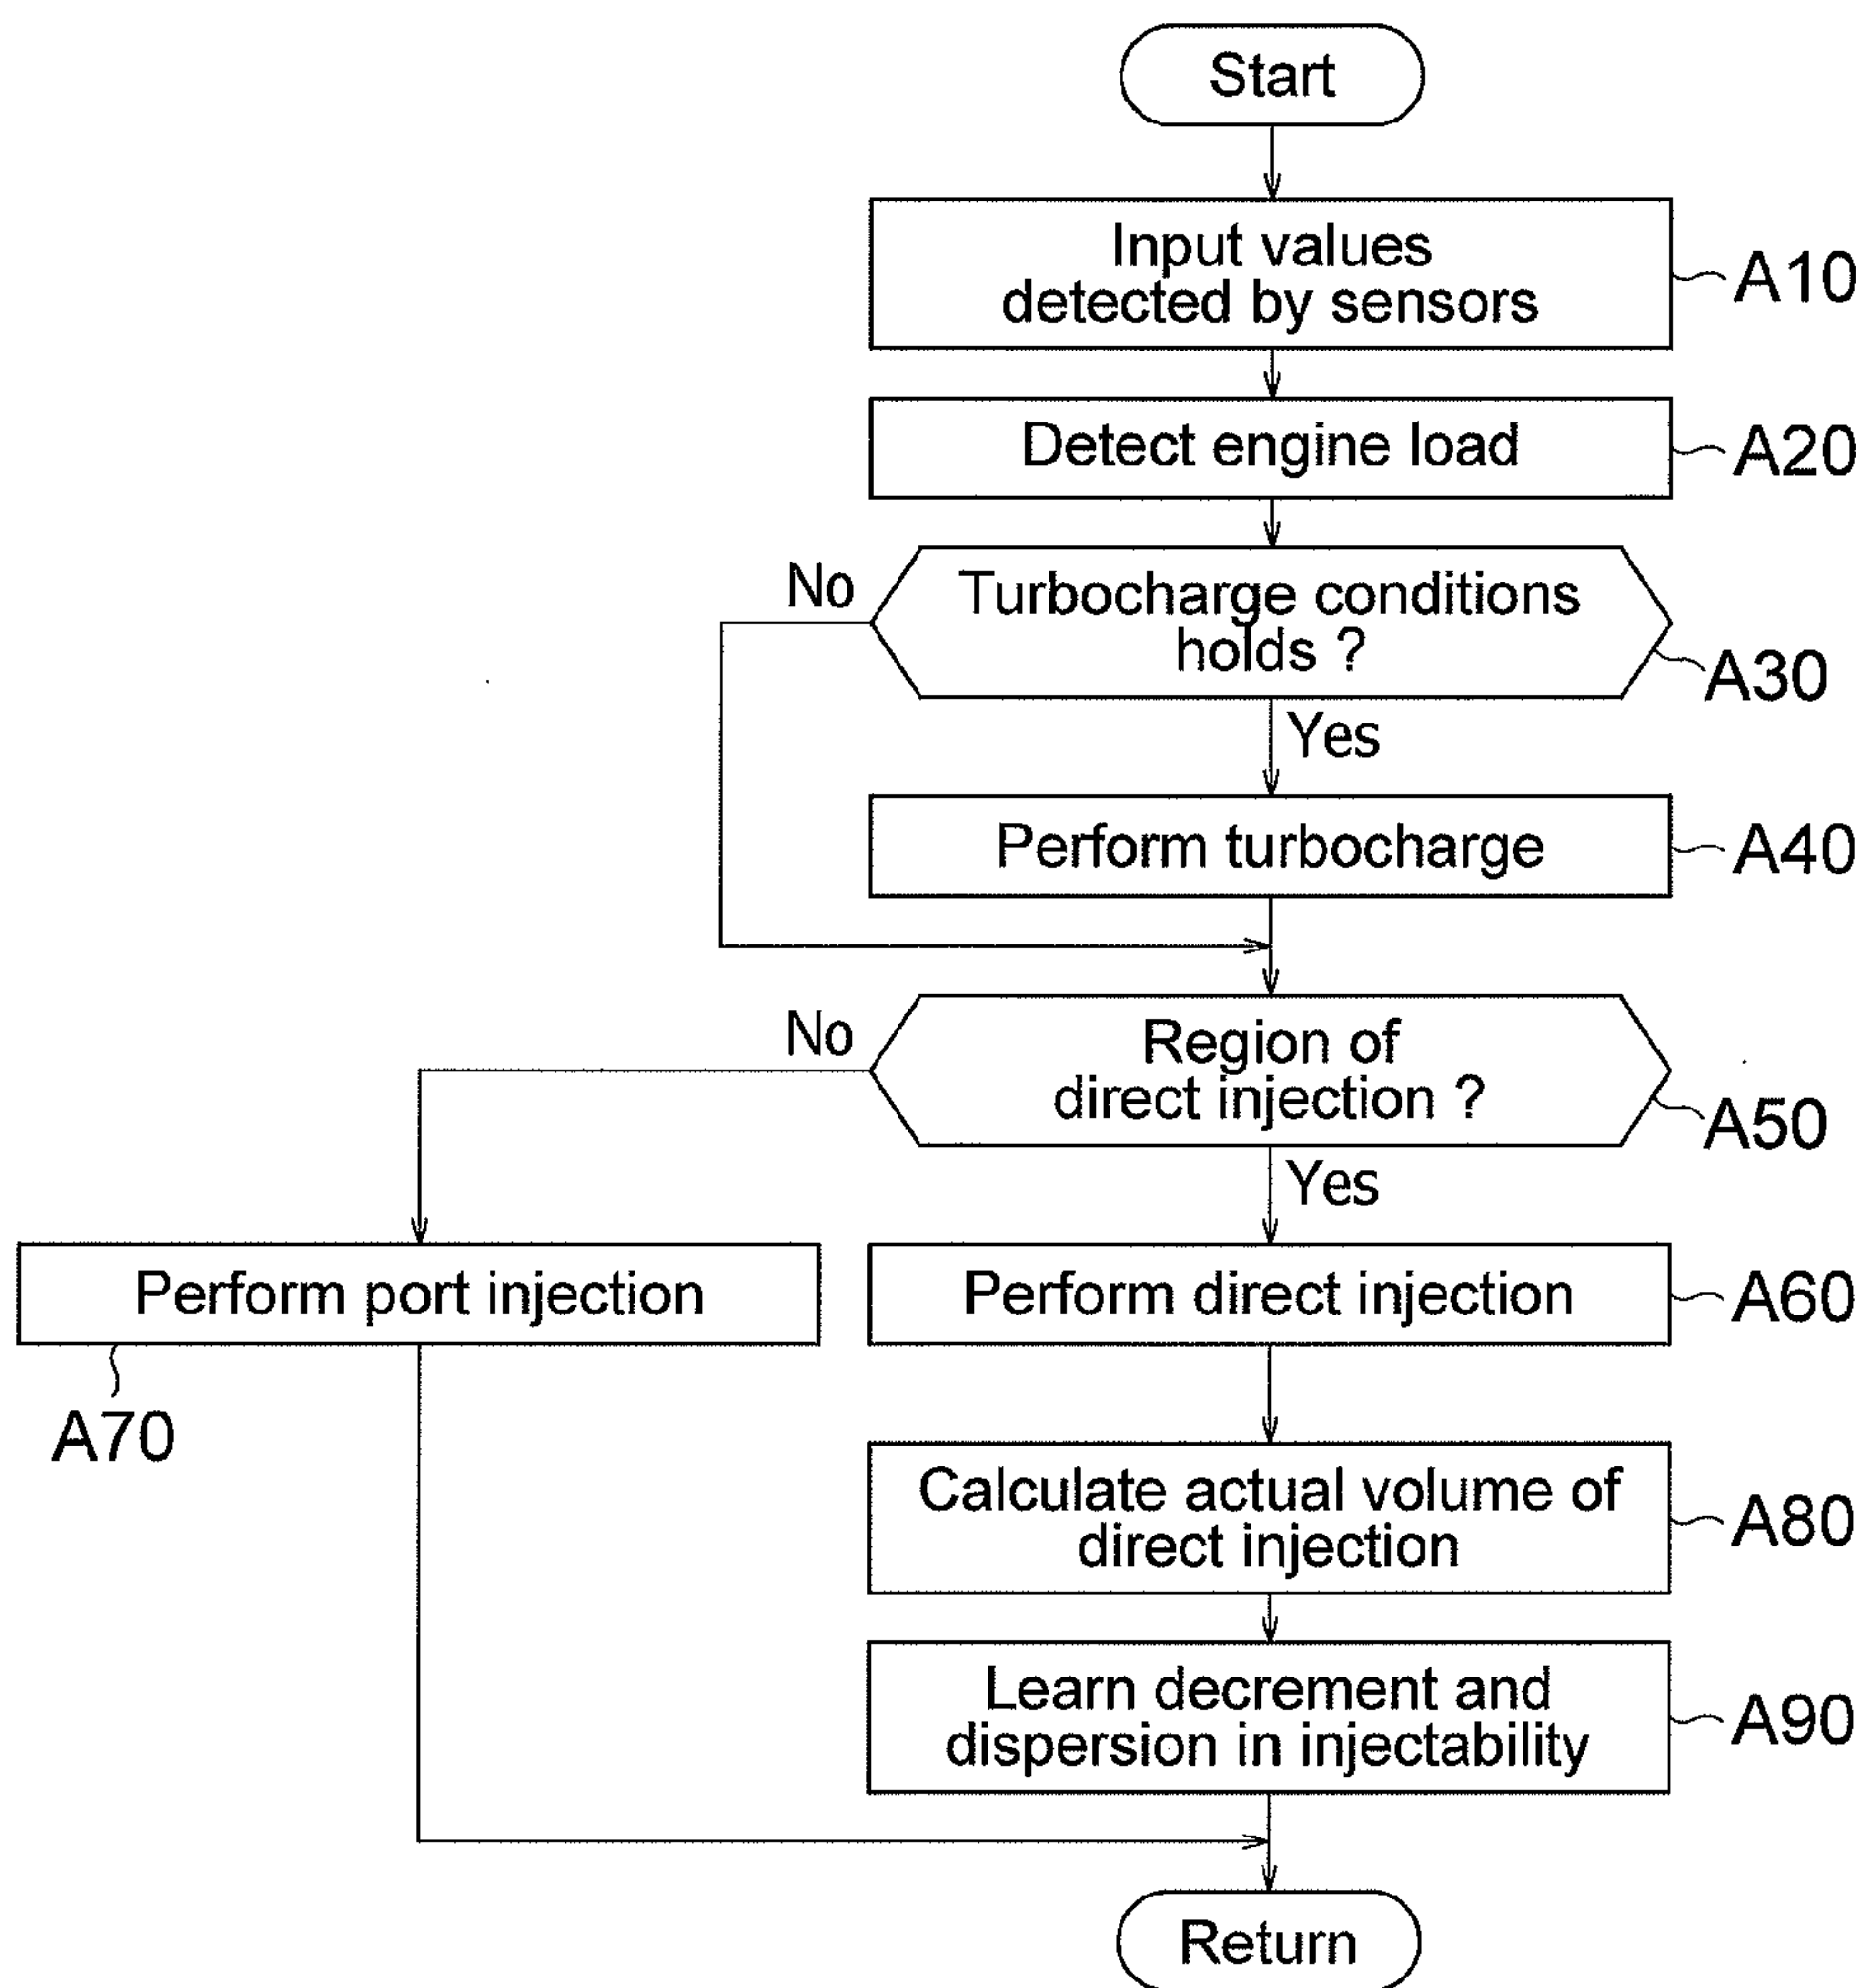 Start
Input values
detected by sensors
A10
Detect engine load
A20
No
Turbocharge conditions
holds ?
A30
Yes
Perform turbocharge
A40
No
Region of
direct injection ?
A50
Yes
Perform port injection
A70
Perform direct injection
A60
Calculate actual volume of
direct injection
A80
Learn decrement and
dispersion in injectability
A90
Return